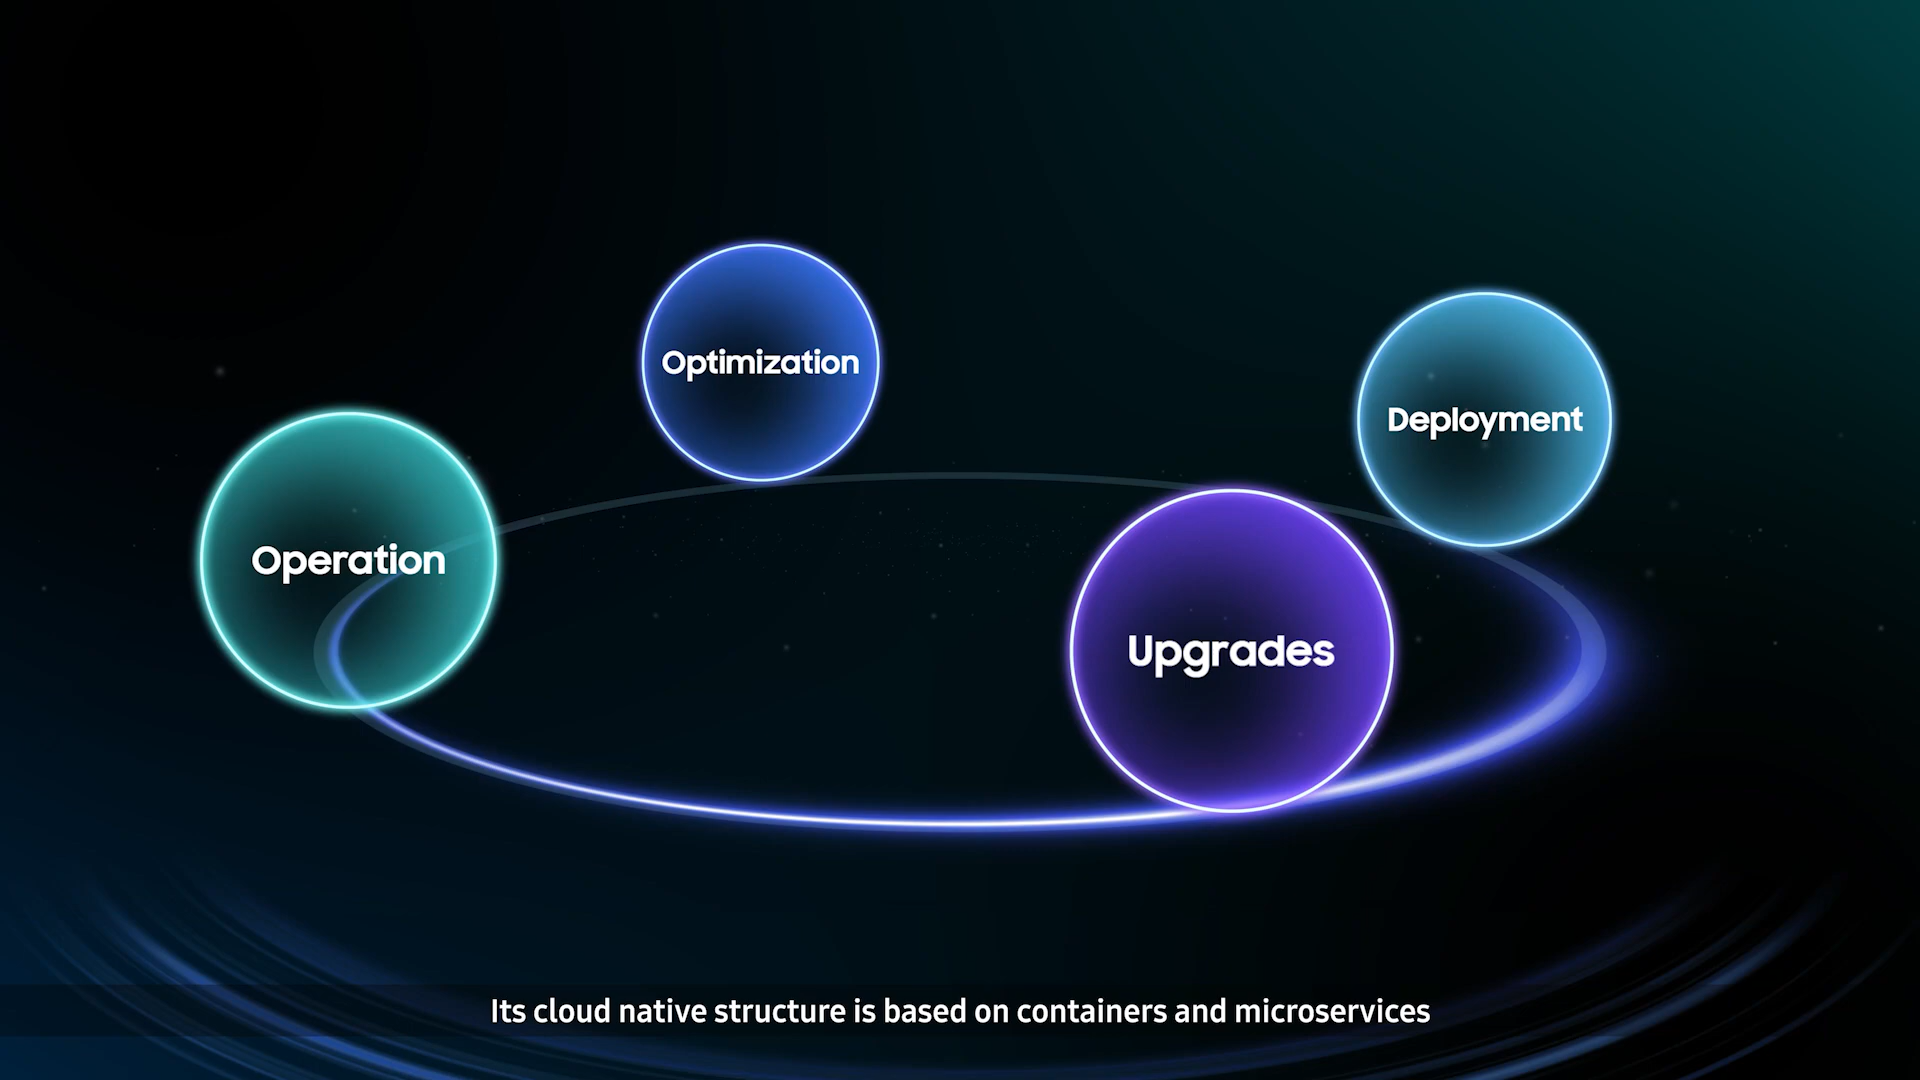 Optimization
Deployment
Operation
Upgrades
Its cloud native structure is based on containers and microservices